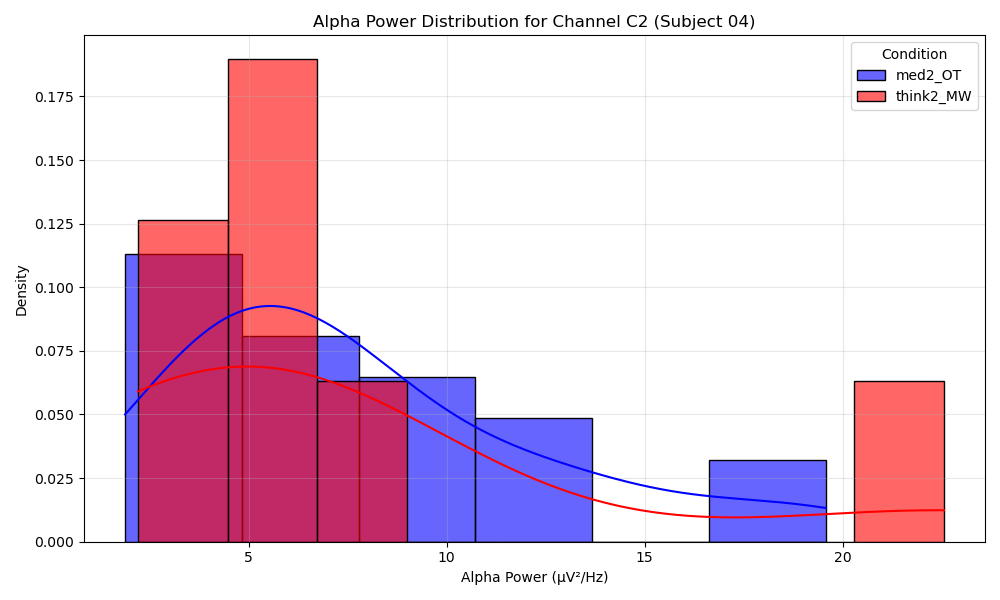 Alpha Power Distribution for Channel C2 (Subject 04)
Condition
med2_OT
think2_MW
0.175
0.150
0.125
0.100
0.075
0.050
0.025
0.000
Density
5
10
15
20
Alpha Power (µV²/Hz)